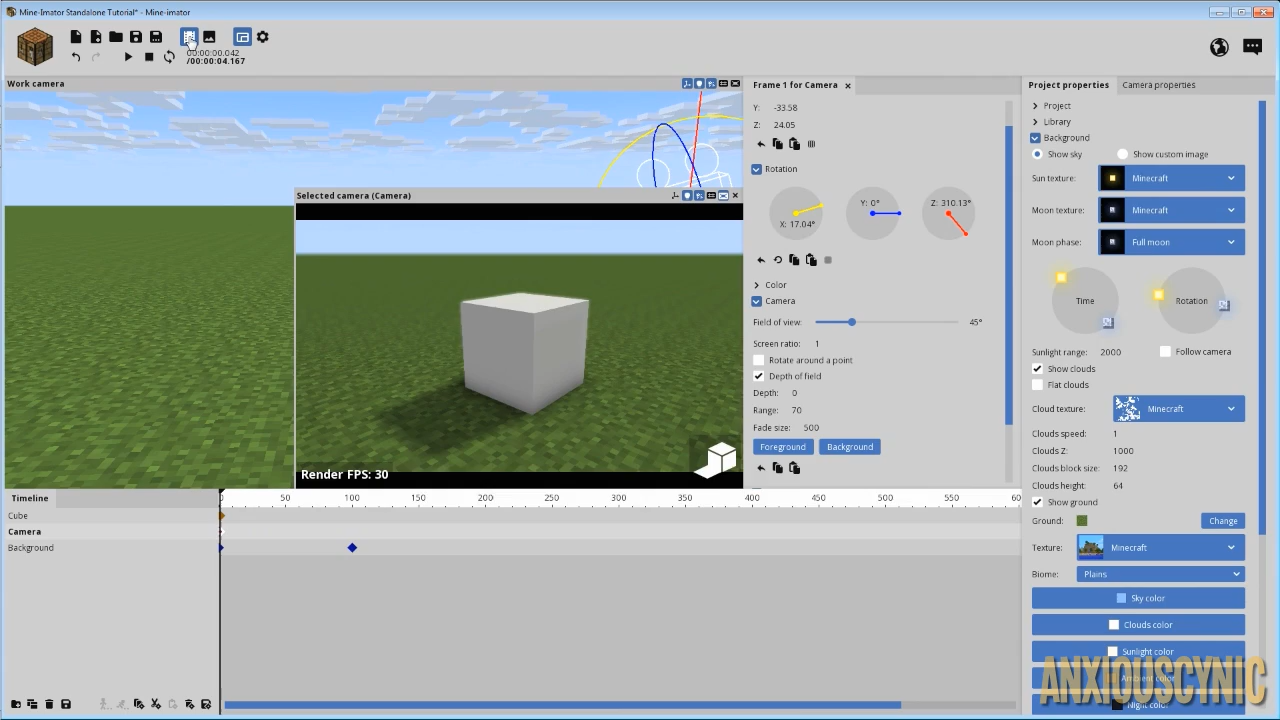 Mine-Imator Standalone Tutorial* - Mine-imator
00:00:00.042
/00:00:04.167
Work camera
Selected camera (Camera)
Render FPS: 30
Frame 1 for Camera
Y: -33.58
Z: 24.05
Rotation
X: 17.04°
Y: 0°
Z: 310.13°
Color
Camera
Field of view: 45°
Screen ratio: 1
Rotate around a point
Depth of field
Depth: 0
Range: 70
Fade size: 500
Foreground Background
Project properties Camera properties
Project
Library
Background
Show sky Show custom image
Sun texture: Minecraft
Moon texture: Minecraft
Moon phase: Full moon
Time Rotation
Sunlight range: 2000 Follow camera
Show clouds
Flat clouds
Cloud texture: Minecraft
Clouds speed: 1
Clouds Z: 1000
Clouds block size: 192
Clouds height: 64
Show ground
Ground: Change
Texture: Minecraft
Biome: Plains
Sky color
Clouds color
Sunlight color
Ambient color
Night color
Timeline
0 50 100 150 200 250 300 350 400 450 500 550 60
Cube
Camera
Background
ANXIOUSCYNIC